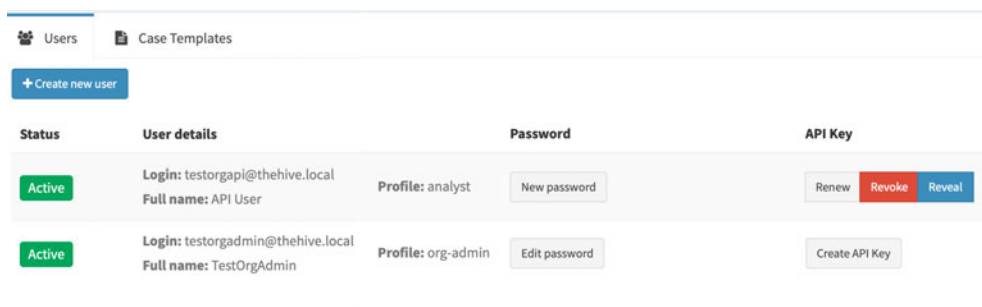 Users Case Templates
+ Create new user
Status User details Password API Key
Login: testorgapi@thehive.local
Active Profile: analyst New password Renew Revoke Reveal
Full name: API User
Login: testorgadmin@thehive.local
Active Profile: org-admin Edit password Create API Key
Full name: TestOrgAdmin